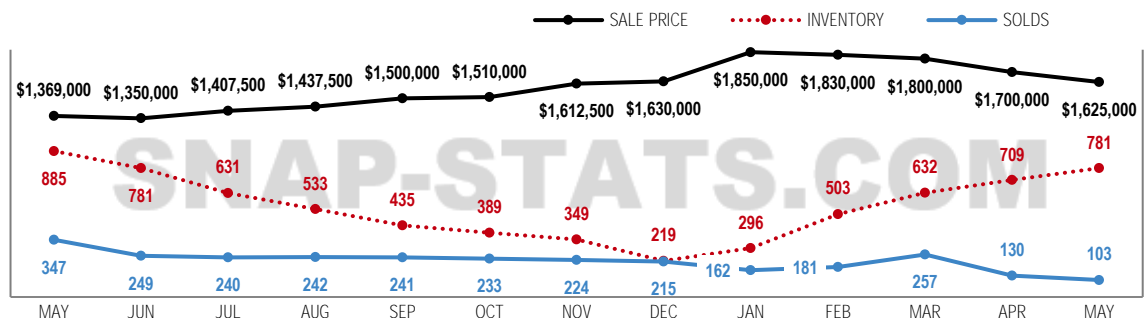 SALE PRICE INVENTORY SOLDS
$1,369,000 $1,350,000 $1,407,500 $1,437,500 $1,500,000 $1,510,000 $1,612,500 $1,630,000 $1,850,000 $1,830,000 $1,800,000 $1,700,000 $1,625,000
SNAP-STATS.COM
885 781 631 533 435 389 349 219 296 503 632 709 781
347 249 240 242 241 233 224 215 162 181 257 130 103
MAY JUN JUL AUG SEP OCT NOV DEC JAN FEB MAR APR MAY